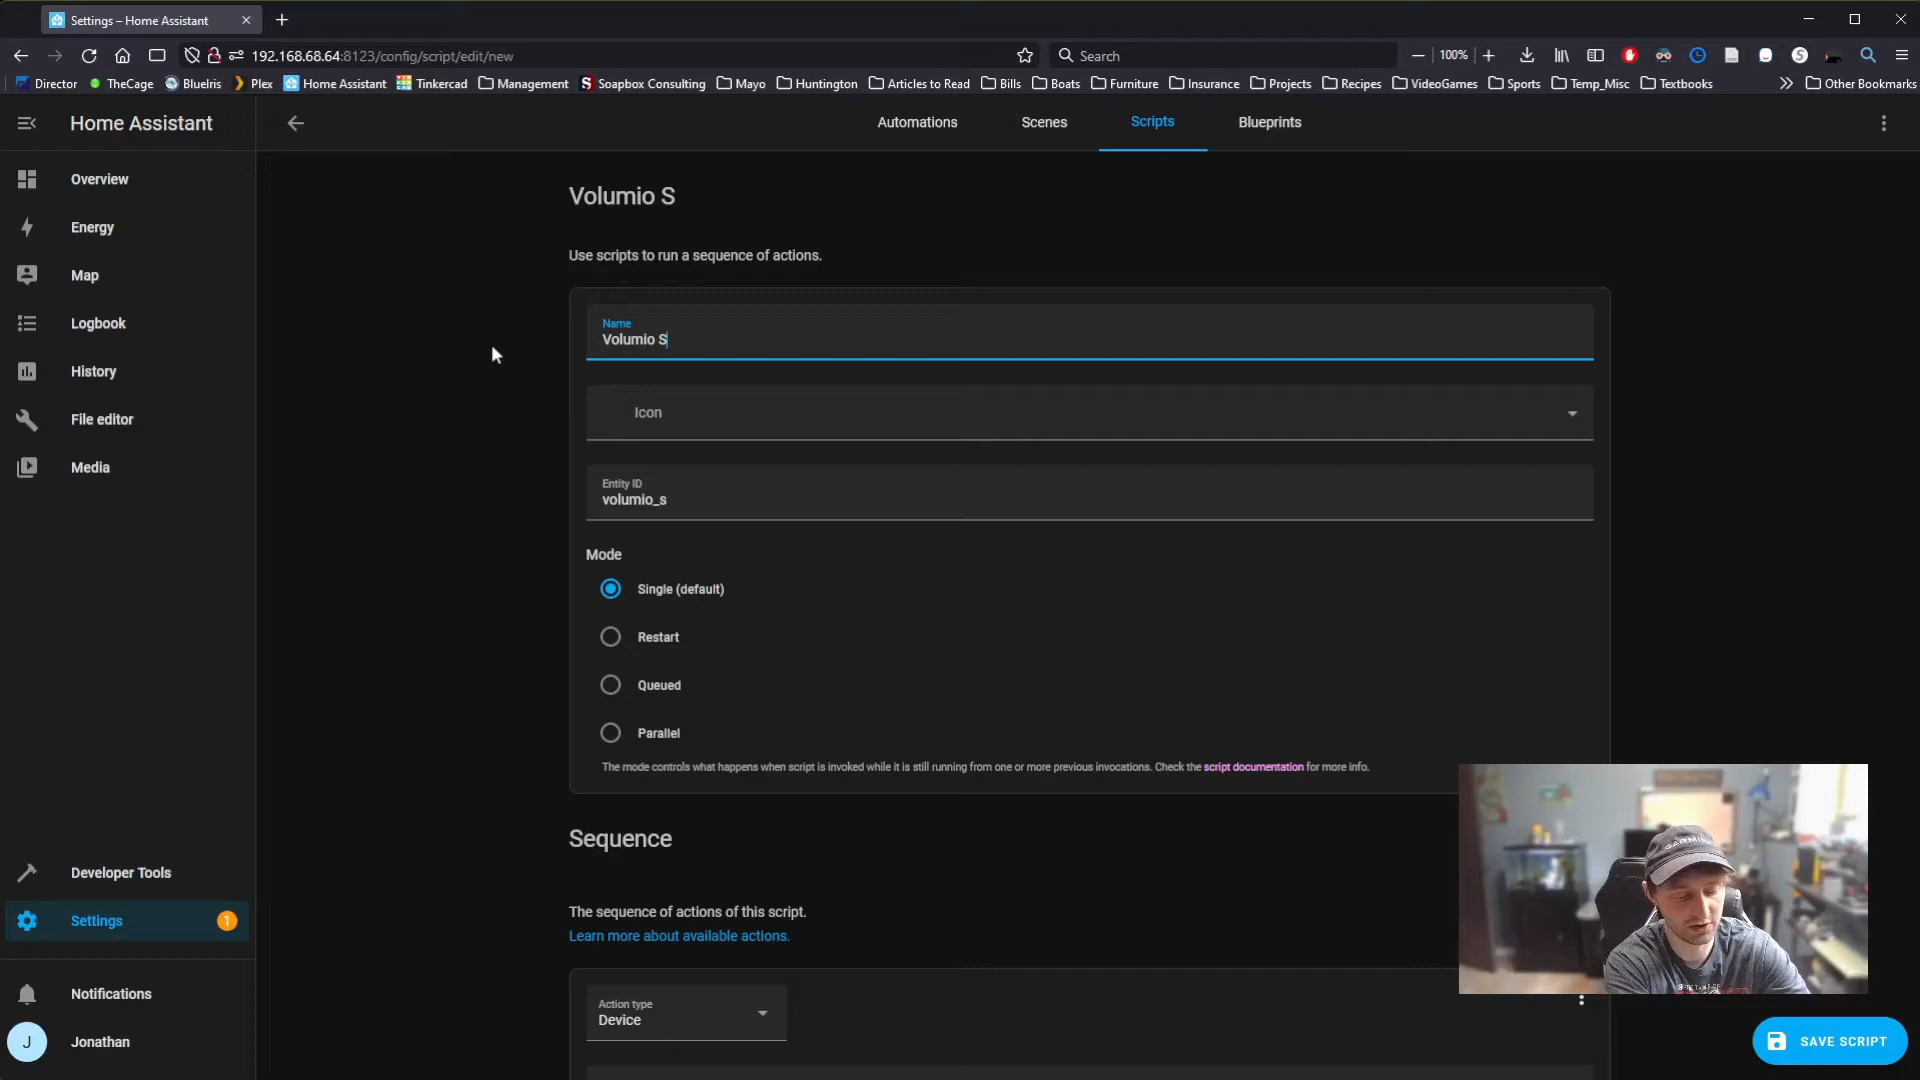 Settings – Home Assistant
192.168.68.64:8123/config/script/edit/new
Search
100%
Director
TheCage
BlueIris
Plex
Home Assistant
Tinkercad
Management
Soapbox Consulting
Mayo
Huntington
Articles to Read
Bills
Boats
Furniture
Insurance
Projects
Recipes
VideoGames
Sports
Temp_Misc
Textbooks
Other Bookmarks
Home Assistant
Automations
Scenes
Scripts
Blueprints
Overview
Energy
Map
Logbook
History
File editor
Media
Developer Tools
Settings
1
Notifications
J
Jonathan
Volumio S
Use scripts to run a sequence of actions.
Name
Volumio S
Icon
Entity ID
volumio_s
Mode
Single (default)
Restart
Queued
Parallel
The mode controls what happens when script is invoked while it is still running from one or more previous invocations. Check the script documentation for more info.
Sequence
The sequence of actions of this script.
Learn more about available actions.
Action type
Device
GARMIN
SAVE SCRIPT